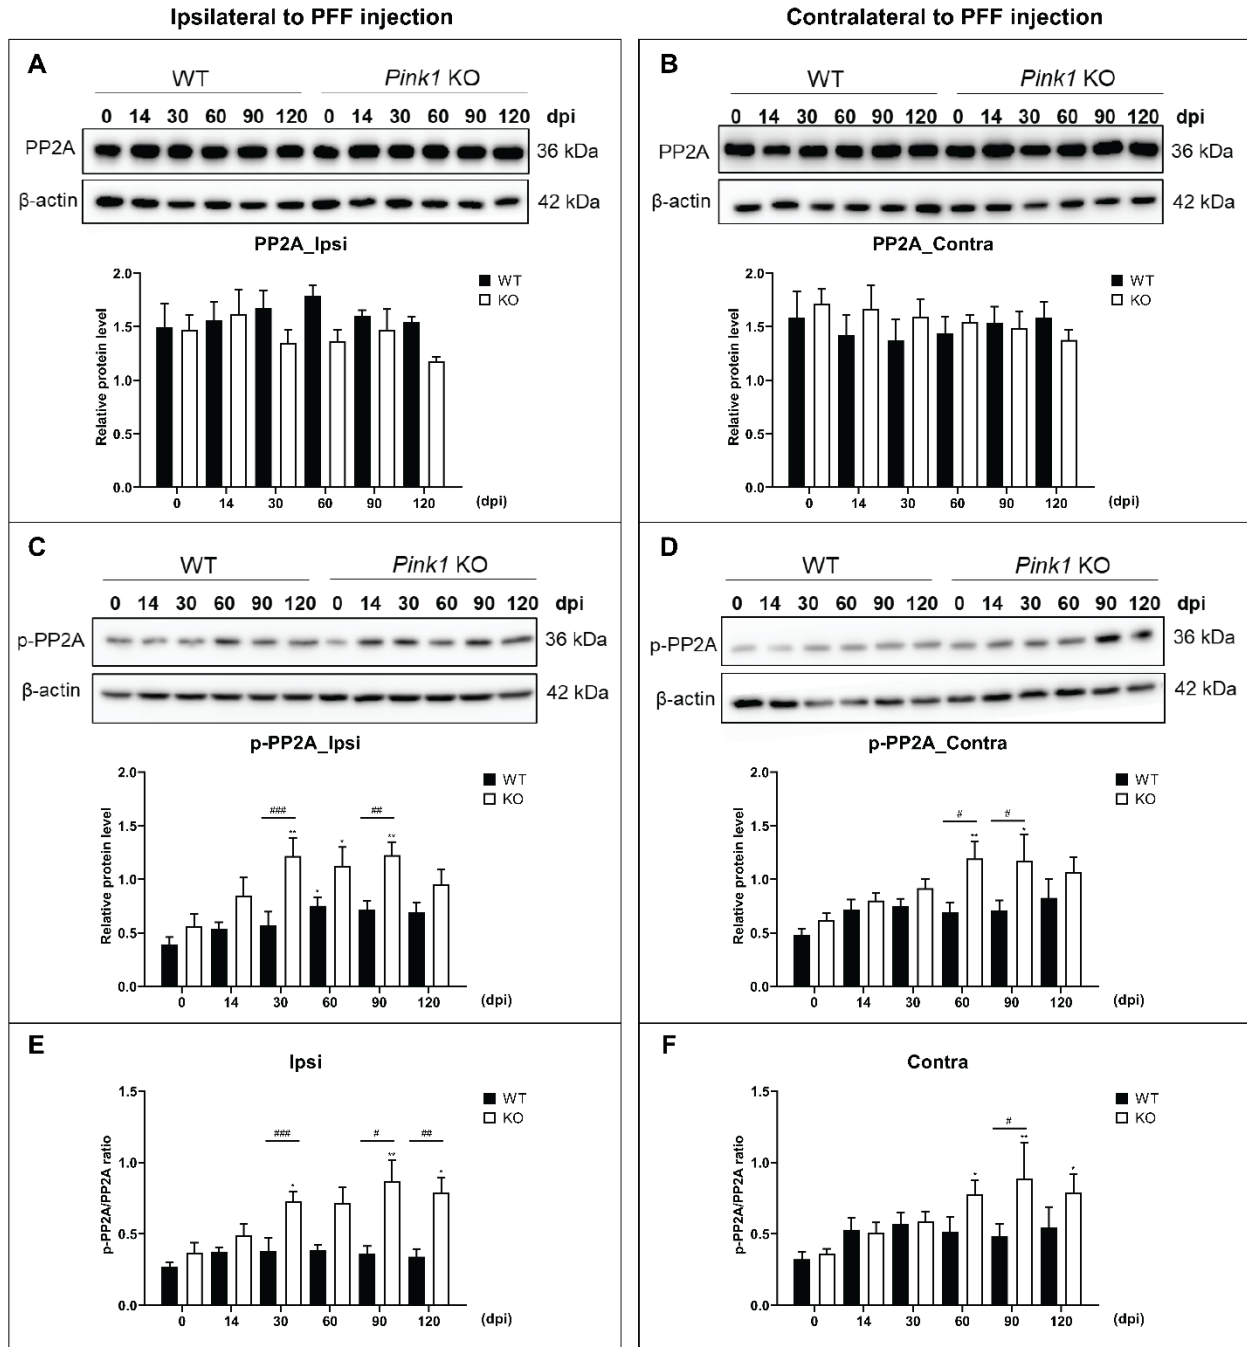 Ipsilateral to PFF injection
Contralateral to PFF injection
A
WT Pink1 KO
0 14 30 60 90 120 0 14 30 60 90 120 dpi
PP2A 36 kDa
β-actin 42 kDa
PP2A_Ipsi
Relative protein level
2.0
1.5
1.0
0.5
0.0
WT
KO
0 14 30 60 90 120 (dpi)
B
WT Pink1 KO
0 14 30 60 90 120 0 14 30 60 90 120 dpi
PP2A 36 kDa
β-actin 42 kDa
PP2A_Contra
Relative protein level
2.0
1.5
1.0
0.5
0.0
WT
KO
0 14 30 60 90 120 (dpi)
C
WT Pink1 KO
0 14 30 60 90 120 0 14 30 60 90 120 dpi
p-PP2A 36 kDa
β-actin 42 kDa
p-PP2A_Ipsi
Relative protein level
2.0
1.5
1.0
0.5
0.0
WT
KO
### ##
** * * **
0 14 30 60 90 120 (dpi)
D
WT Pink1 KO
0 14 30 60 90 120 0 14 30 60 90 120 dpi
p-PP2A 36 kDa
β-actin 42 kDa
p-PP2A_Contra
Relative protein level
2.0
1.5
1.0
0.5
0.0
WT
KO
# #
** *
0 14 30 60 90 120 (dpi)
E
Ipsi
p-PP2A/PP2A ratio
1.5
1.0
0.5
0.0
WT
KO
### # ##
* ** *
0 14 30 60 90 120 (dpi)
F
Contra
p-PP2A/PP2A ratio
1.5
1.0
0.5
0.0
WT
KO
#
* ** *
0 14 30 60 90 120 (dpi)